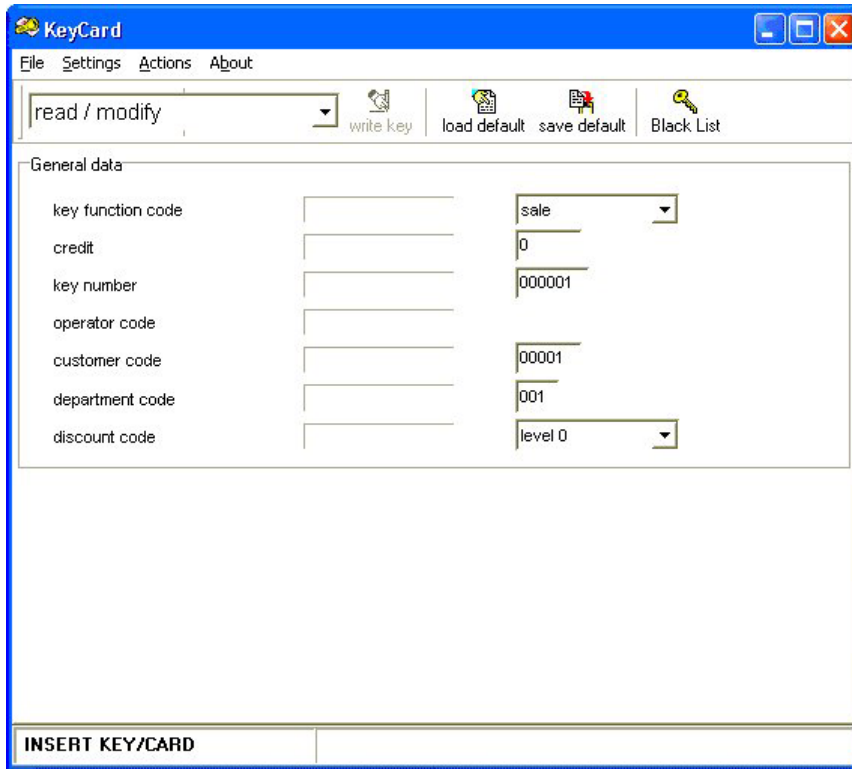 KeyCard
File Settings Actions About
read / modify
write key load default save default Black List
General data
key function code sale
credit 0
key number 000001
operator code
customer code 00001
department code 001
discount code level 0
INSERT KEY/CARD